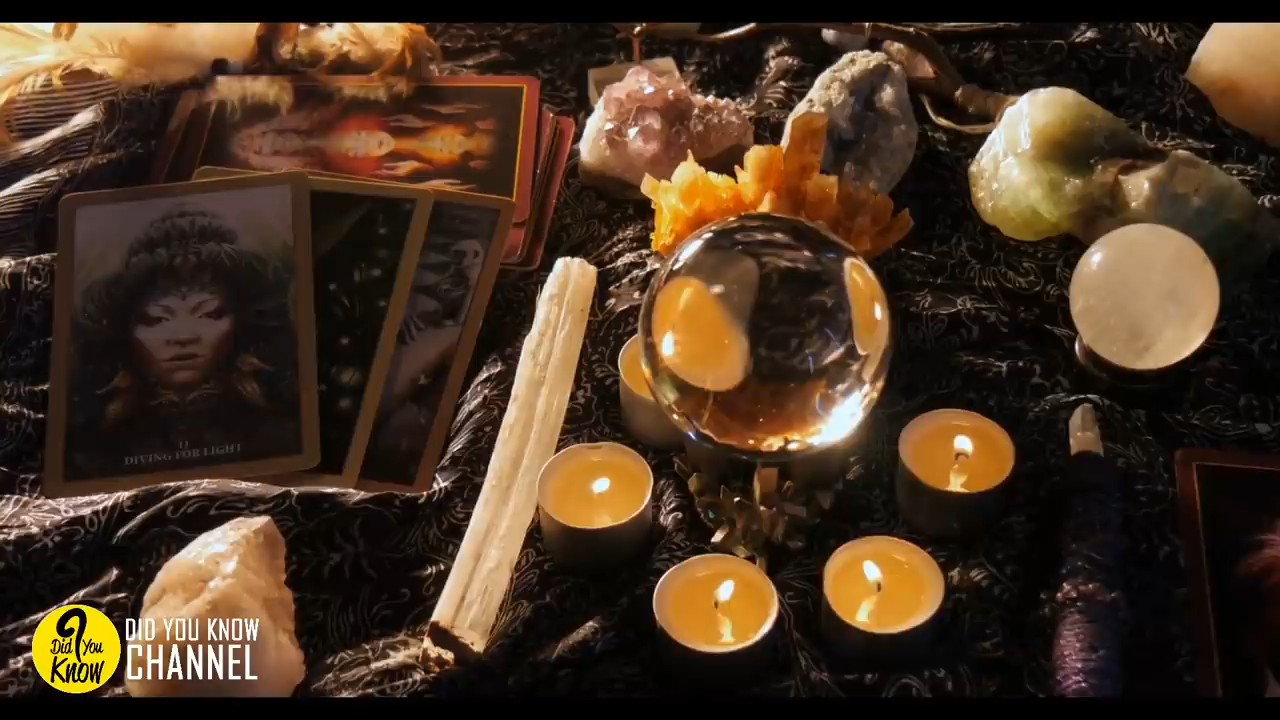 11
DIVING FOR LIGHT
Did You
Know
DID YOU KNOW
CHANNEL